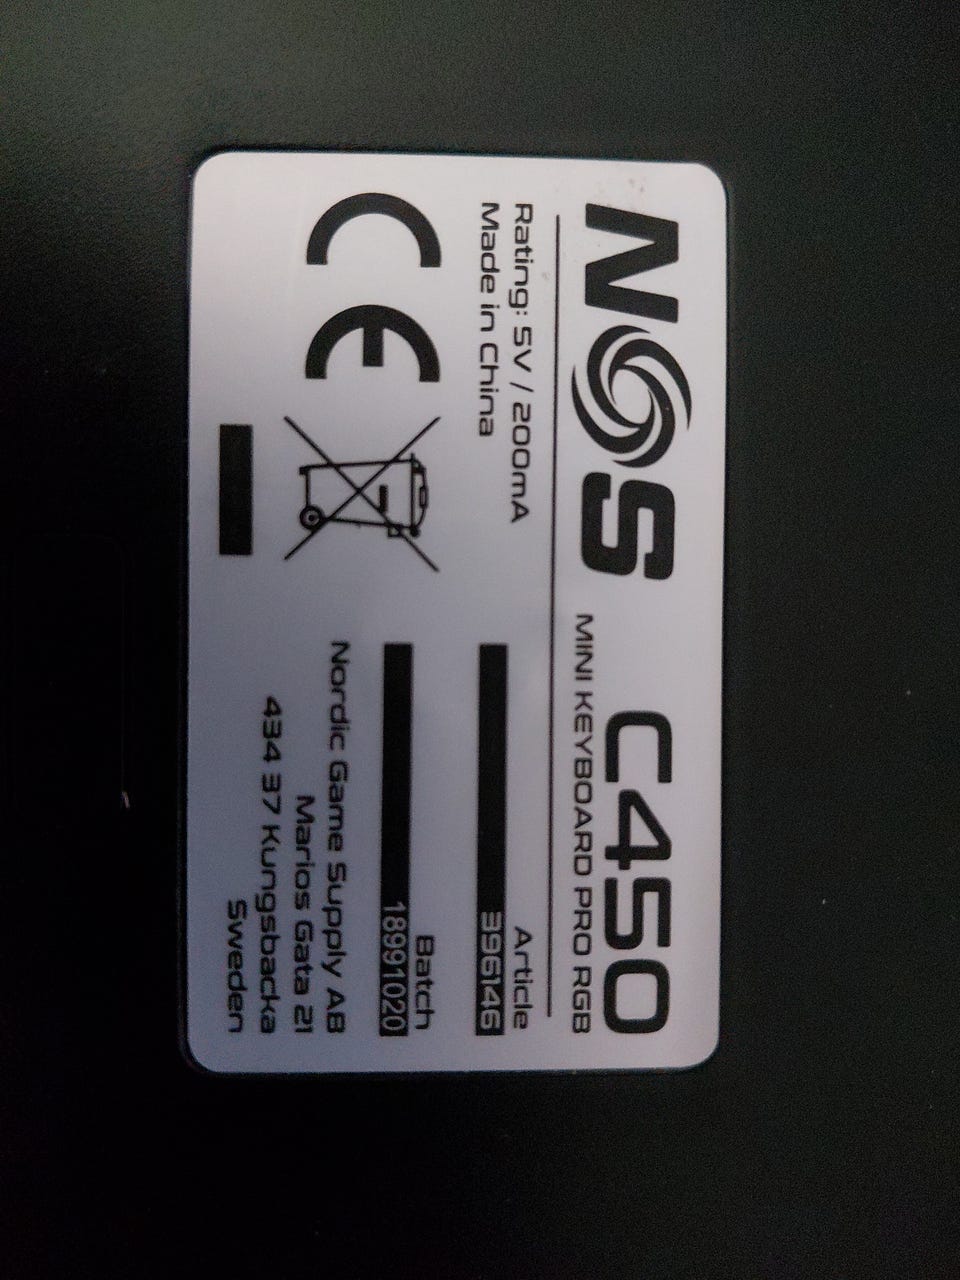 NOS C450
MINI KEYBOARD PRO RGB
Rating: 5V / 200mA
Made in China
CE
Article
396146
Batch
18991020
Nordic Game Supply AB
Marios Gata 21
434 37 Kungsbacka
Sweden